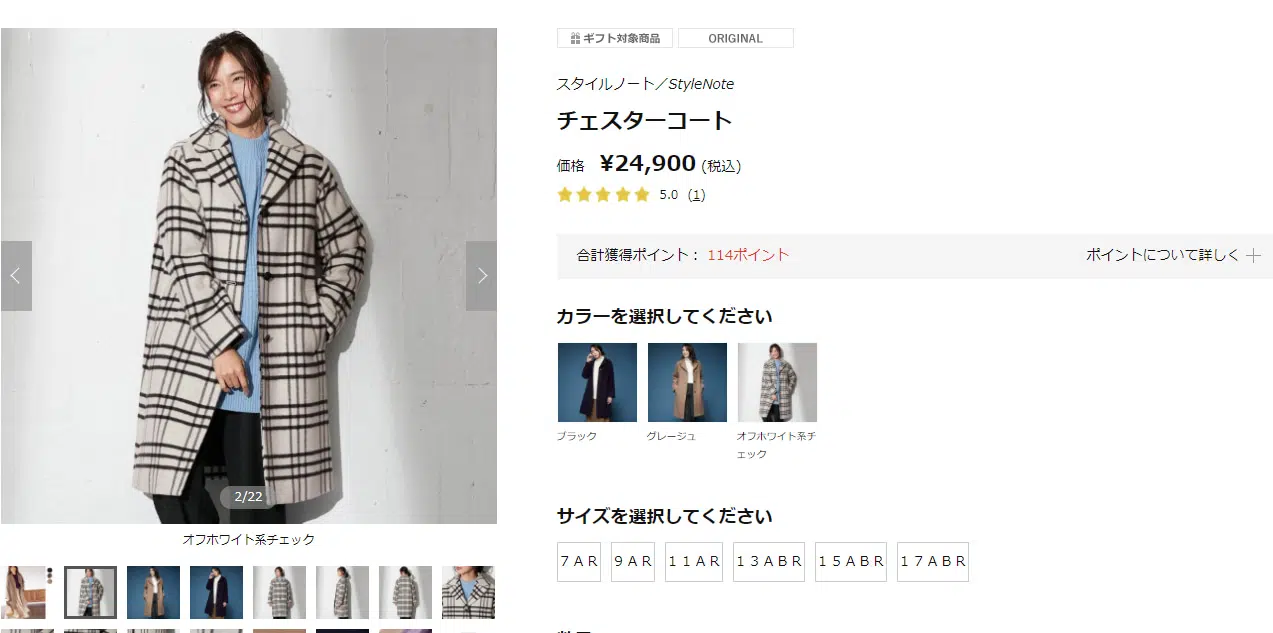 ギフト対象商品
ORIGINAL
スタイルノート／StyleNote
チェスターコート
価格 ¥24,900 (税込)
5.0 (1)
合計獲得ポイント： 114ポイント
ポイントについて詳しく
カラーを選択してください
ブラック
グレージュ
オフホワイト系チ
ェック
サイズを選択してください
７ＡＲ
９ＡＲ
１１ＡＲ
１３ＡＢＲ
１５ＡＢＲ
１７ＡＢＲ
2/22
オフホワイト系チェック